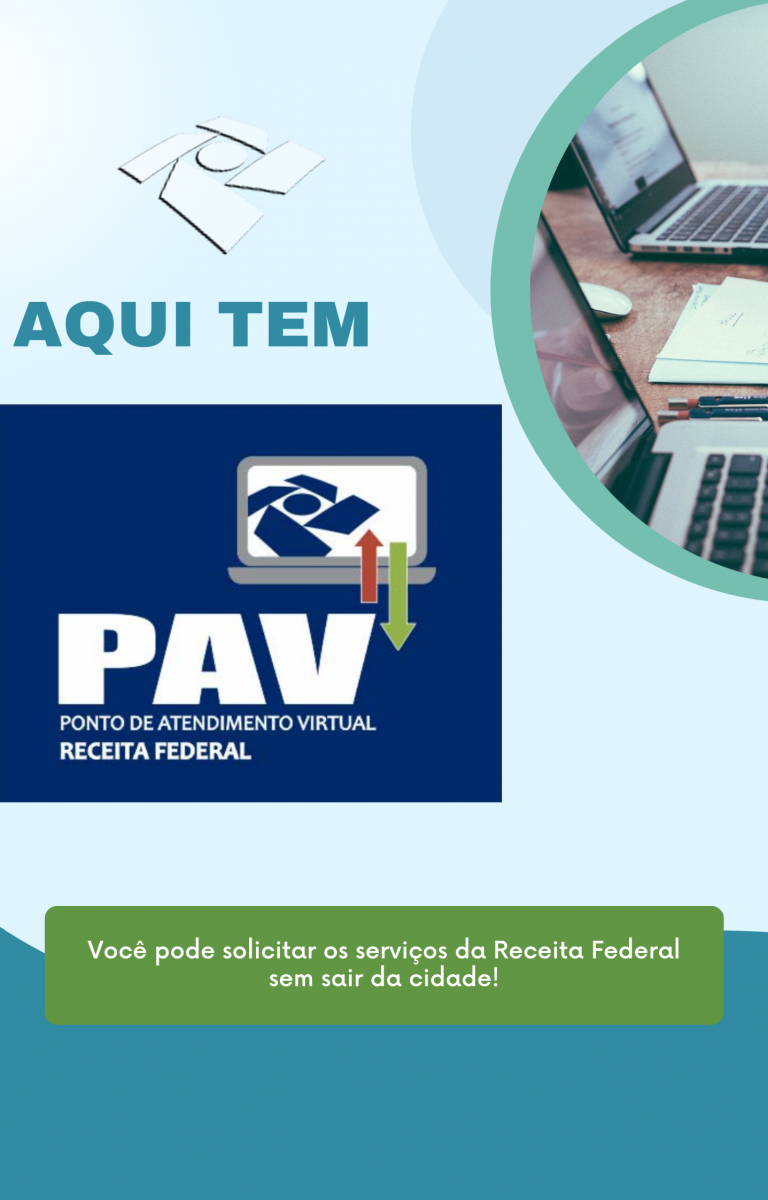 AQUI TEM
PAV
PONTO DE ATENDIMENTO VIRTUAL
RECEITA FEDERAL
Você pode solicitar os serviços da Receita Federal
sem sair da cidade!